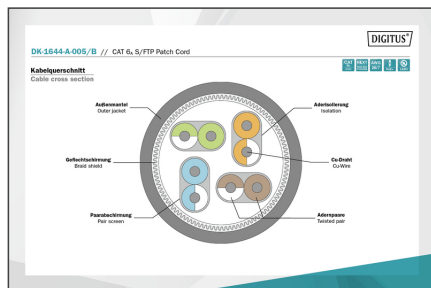 DIGITUS®
DK-1644-A-005/B // CAT 6A S/FTP Patch Cord
Kabelquerschnitt
Cable cross section
Außenmantel
Outer jacket
Aderisolierung
Isolation
Geflechtschirmung
Braid shield
Cu-Draht
Cu-Wire
Paarabschirmung
Pair screen
Adernpaare
Twisted pair